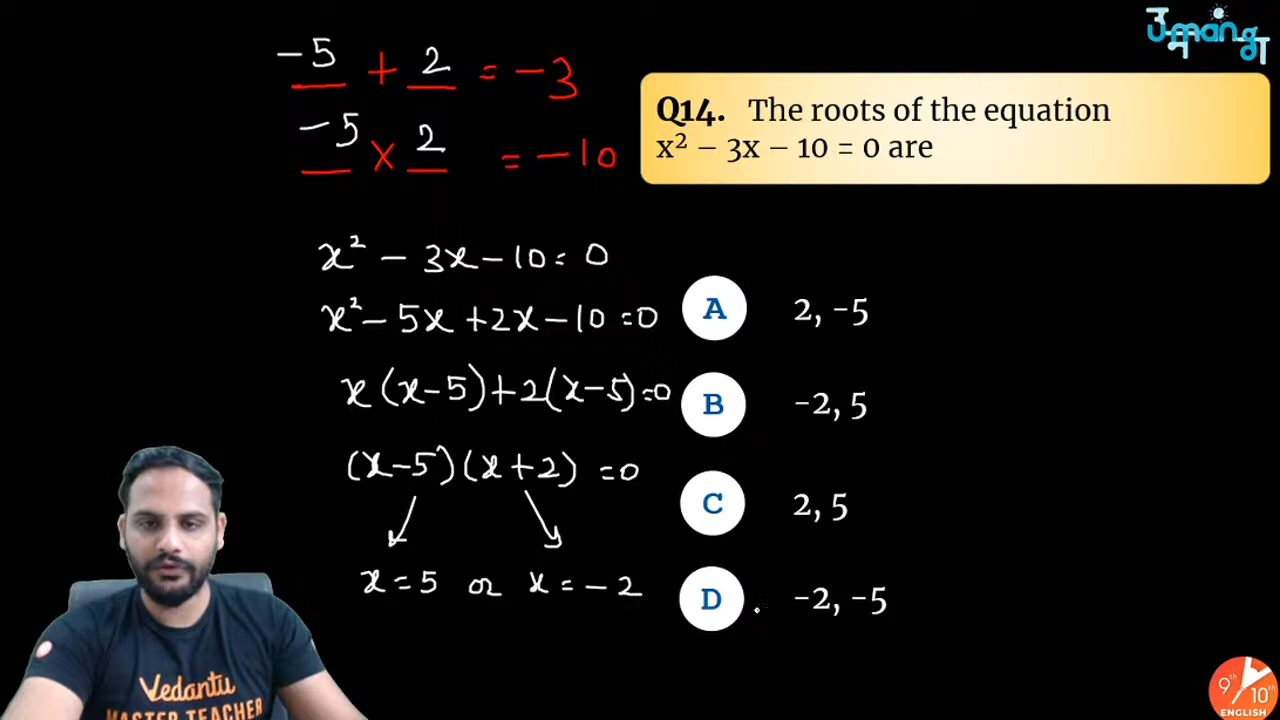 उमंग
-5 + 2 = -3
-5 × 2 = -10
Q14. The roots of the equation
x² – 3x – 10 = 0 are
x² - 3x - 10 = 0
x² - 5x + 2x - 10 = 0
x(x-5)+2(x-5)=0
(x-5)(x+2) = 0
x = 5 or x = -2
A 2, -5
B -2, 5
C 2, 5
D -2, -5
Vedantu
MASTER TEACHER
9th 10th
ENGLISH